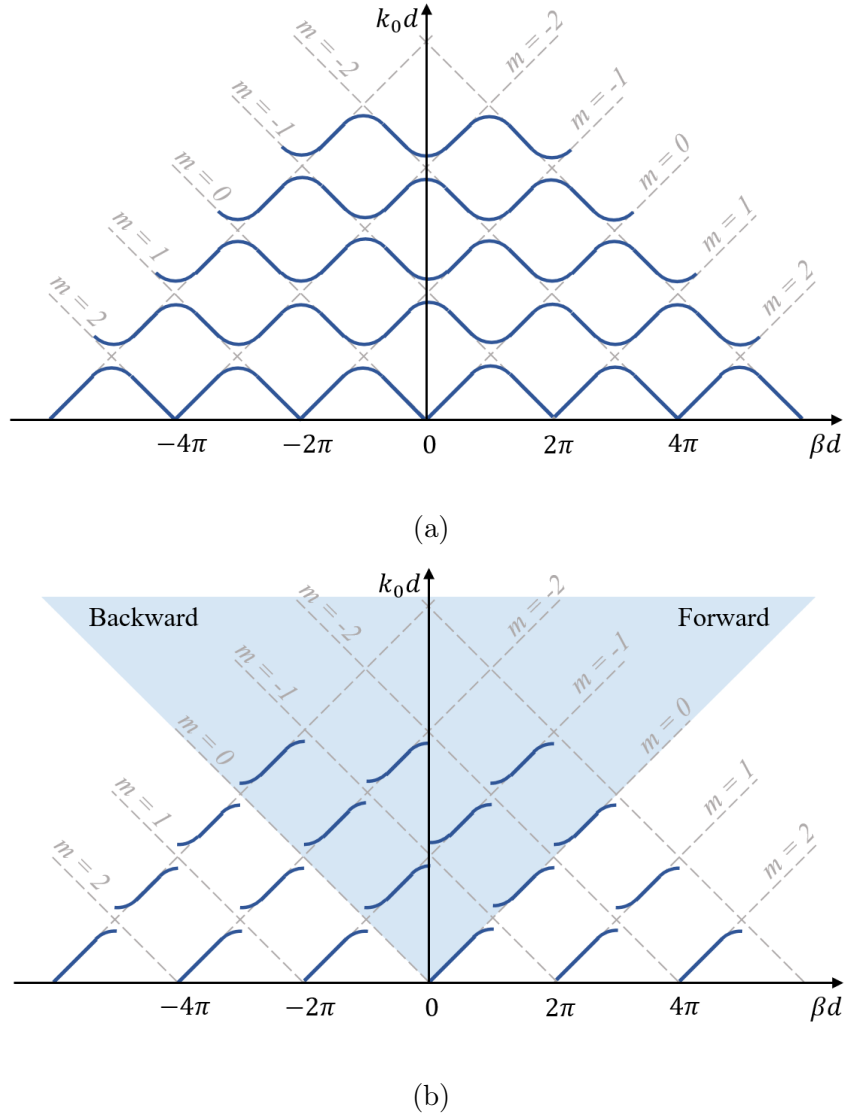 k₀d
m = -2
m = -2
m = -1
m = -1
m = 0
m = 0
m = 1
m = 1
m = 2
m = 2
−4π
−2π
0
2π
4π
βd
(a)
k₀d
Backward
Forward
m = -2
m = -2
m = -1
m = -1
m = 0
m = 0
m = 1
m = 1
m = 2
m = 2
−4π
−2π
0
2π
4π
βd
(b)